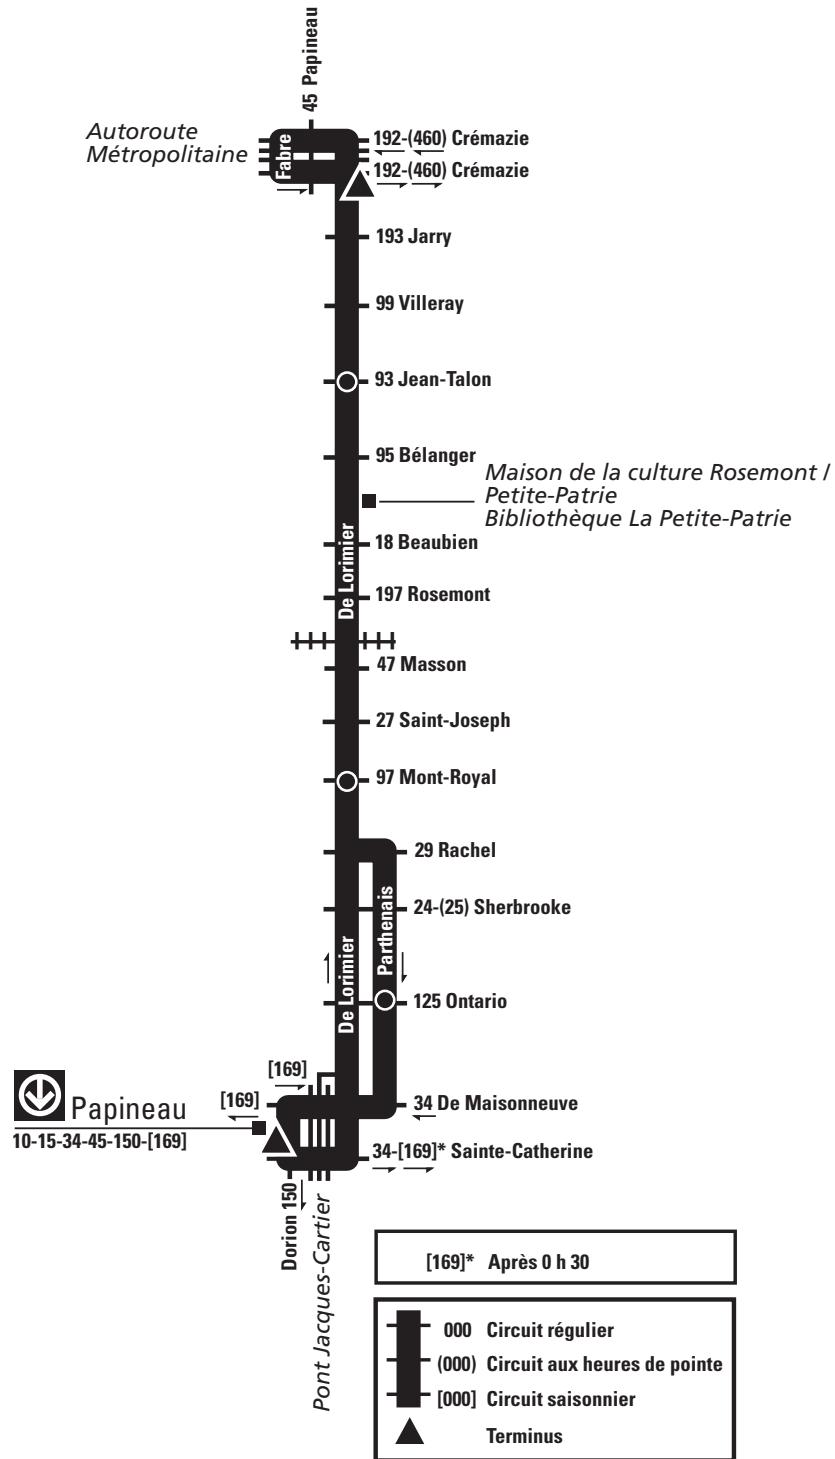 45 Papineau
Autoroute
Métropolitaine
Fabre
192-(460) Crémazie
192-(460) Crémazie
193 Jarry
99 Villeray
93 Jean-Talon
95 Bélanger
Maison de la culture Rosemont /
Petite-Patrie
Bibliothèque La Petite-Patrie
18 Beaubien
De Lorimier
197 Rosemont
47 Masson
27 Saint-Joseph
97 Mont-Royal
29 Rachel
24-(25) Sherbrooke
Parthenais
De Lorimier
125 Ontario
[169]
[169]
Papineau
10-15-34-45-150-[169]
34 De Maisonneuve
34-[169]* Sainte-Catherine
Dorion 150
Pont Jacques-Cartier
[169]* Après 0 h 30
000 Circuit régulier
(000) Circuit aux heures de pointe
[000] Circuit saisonnier
Terminus